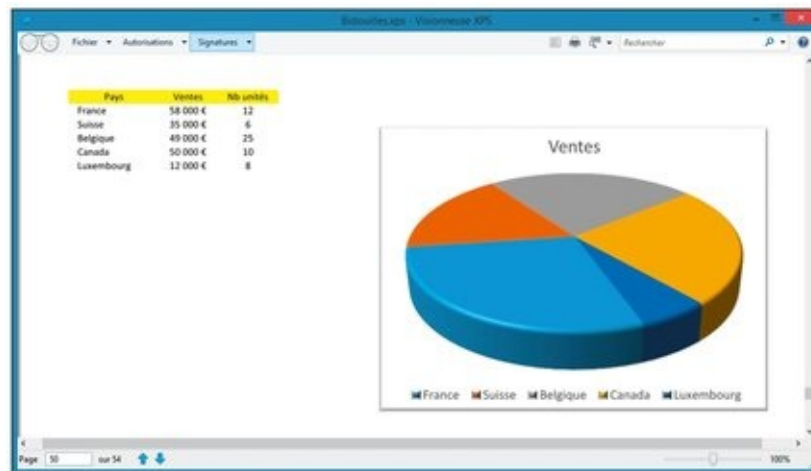 Bidouilles.xps - Visionneuse XPS
Fichier Autorisations Signatures Rechercher
Pays Ventes Nb unités
France 58 000 € 12
Suisse 35 000 € 6
Belgique 49 000 € 25
Canada 50 000 € 10
Luxembourg 12 000 € 8
Ventes
France Suisse Belgique Canada Luxembourg
Page 50 sur 54 100%